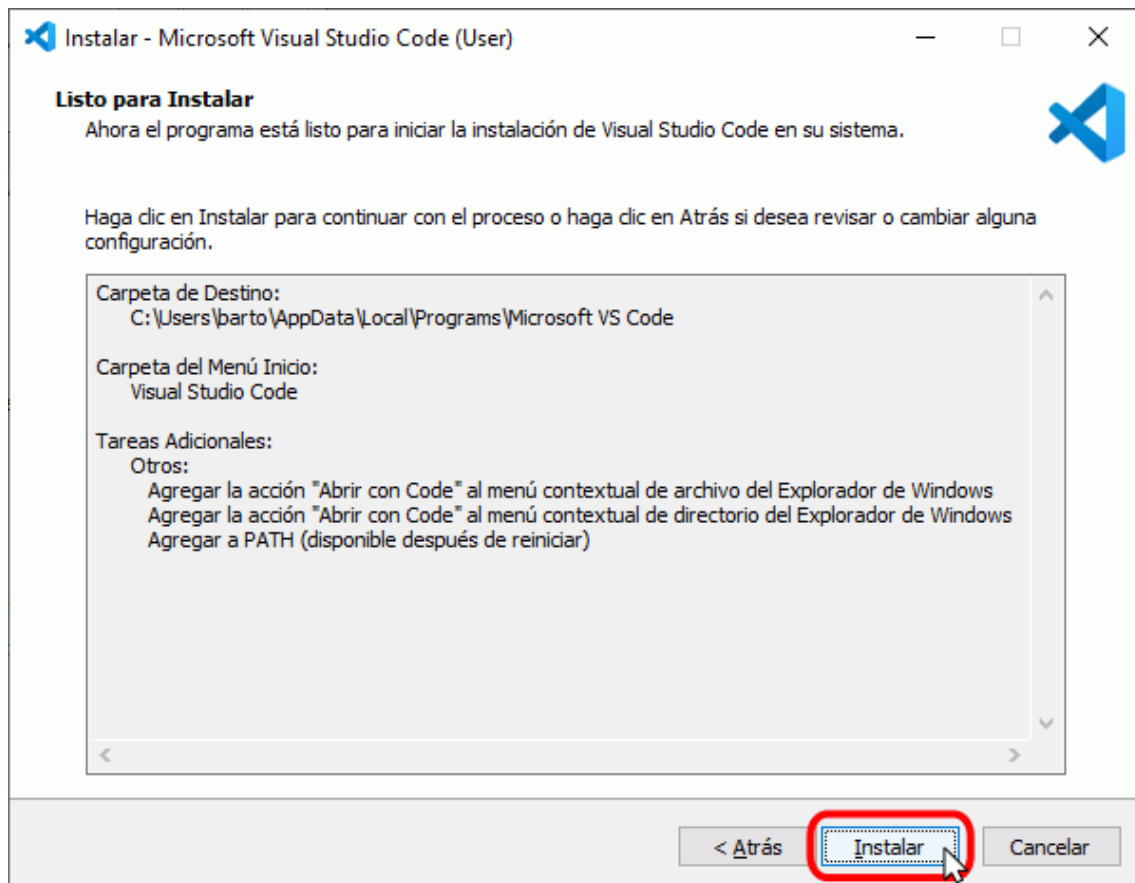 Instalar - Microsoft Visual Studio Code (User)
Listo para Instalar
Ahora el programa está listo para iniciar la instalación de Visual Studio Code en su sistema.
Haga clic en Instalar para continuar con el proceso o haga clic en Atrás si desea revisar o cambiar alguna
configuración.
Carpeta de Destino:
C:\Users\barto\AppData\Local\Programs\Microsoft VS Code
Carpeta del Menú Inicio:
Visual Studio Code
Tareas Adicionales:
Otros:
Agregar la acción "Abrir con Code" al menú contextual de archivo del Explorador de Windows
Agregar la acción "Abrir con Code" al menú contextual de directorio del Explorador de Windows
Agregar a PATH (disponible después de reiniciar)
< Atrás Instalar Cancelar